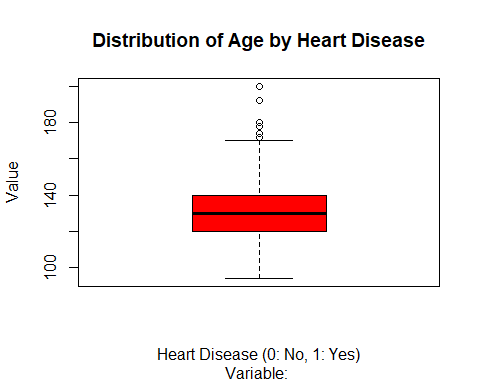 Distribution of Age by Heart Disease
Value
180
140
100
Heart Disease (0: No, 1: Yes)
Variable: